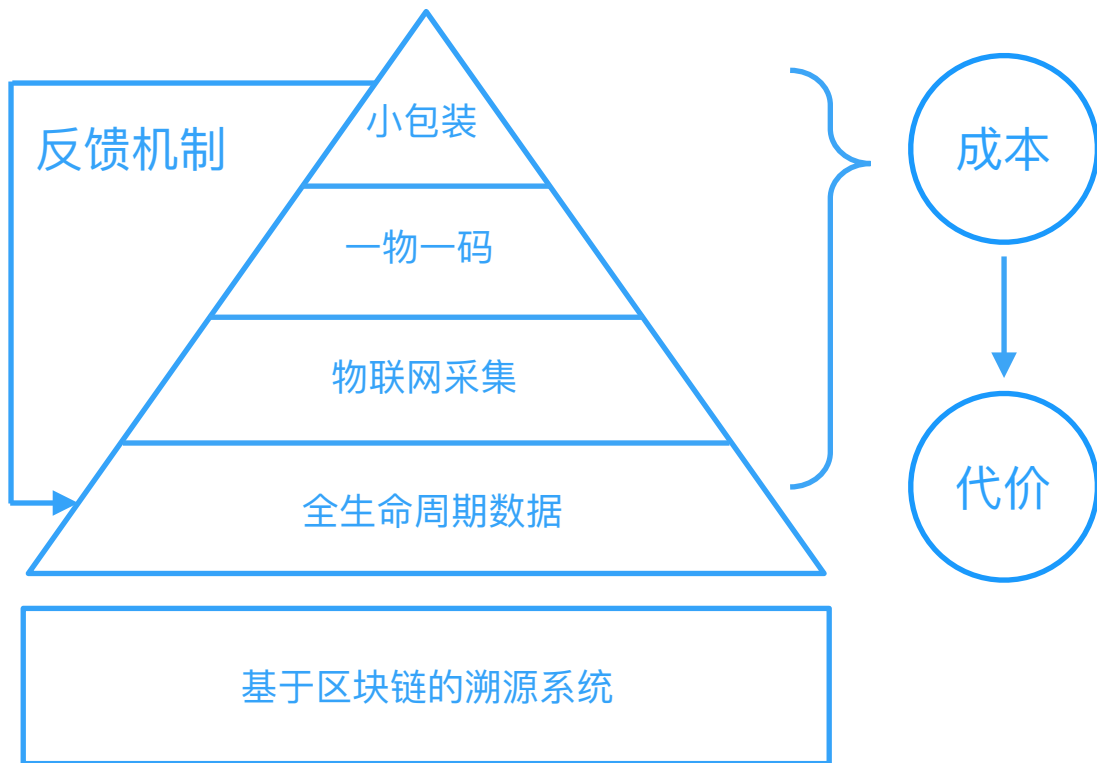 小包装
反馈机制
成本
一物一码
物联网采集
代价
全生命周期数据
基于区块链的溯源系统